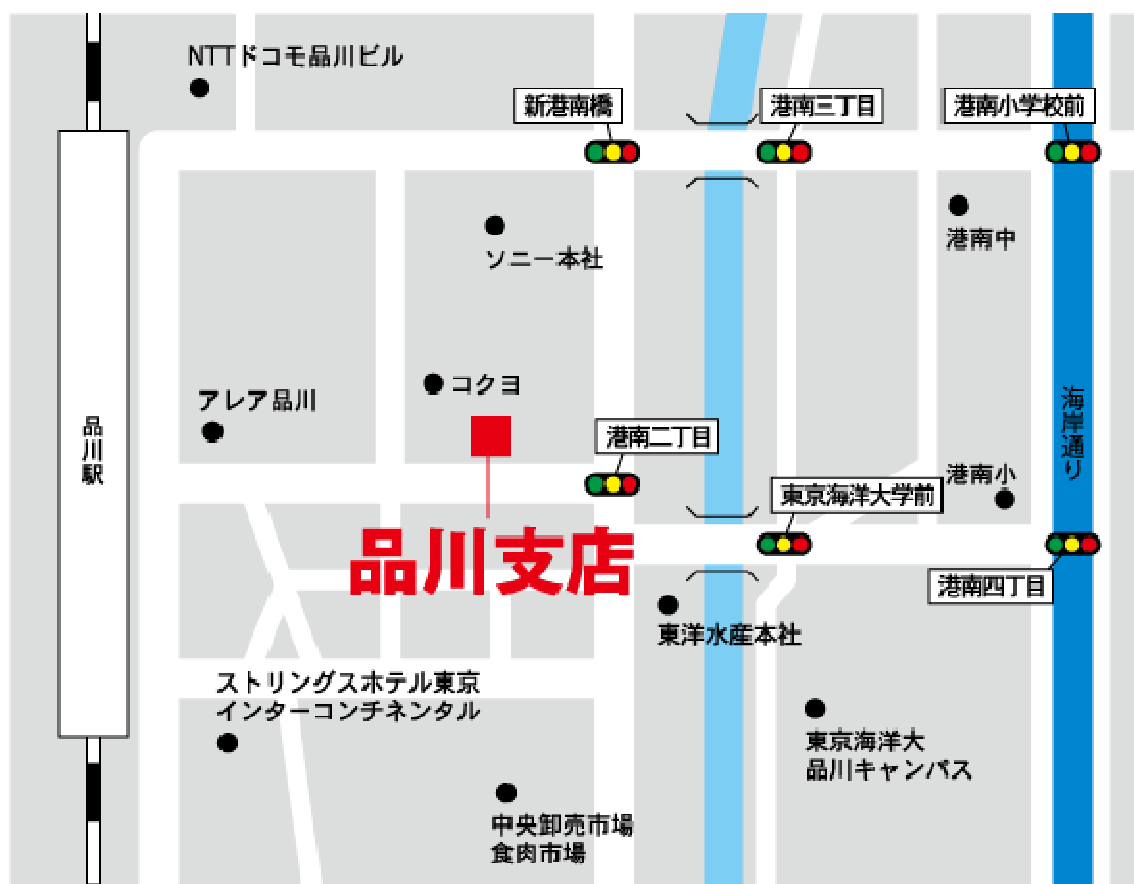 NTTドコモ品川ビル
新港南橋
港南三丁目
港南小学校前
港南中
ソニー本社
コクヨ
アレア品川
品川駅
港南二丁目
海岸通り
港南小
東京海洋大学前
品川支店
港南四丁目
東洋水産本社
ストリングスホテル東京
インターコンチネンタル
東京海洋大
品川キャンパス
中央卸売市場
食肉市場